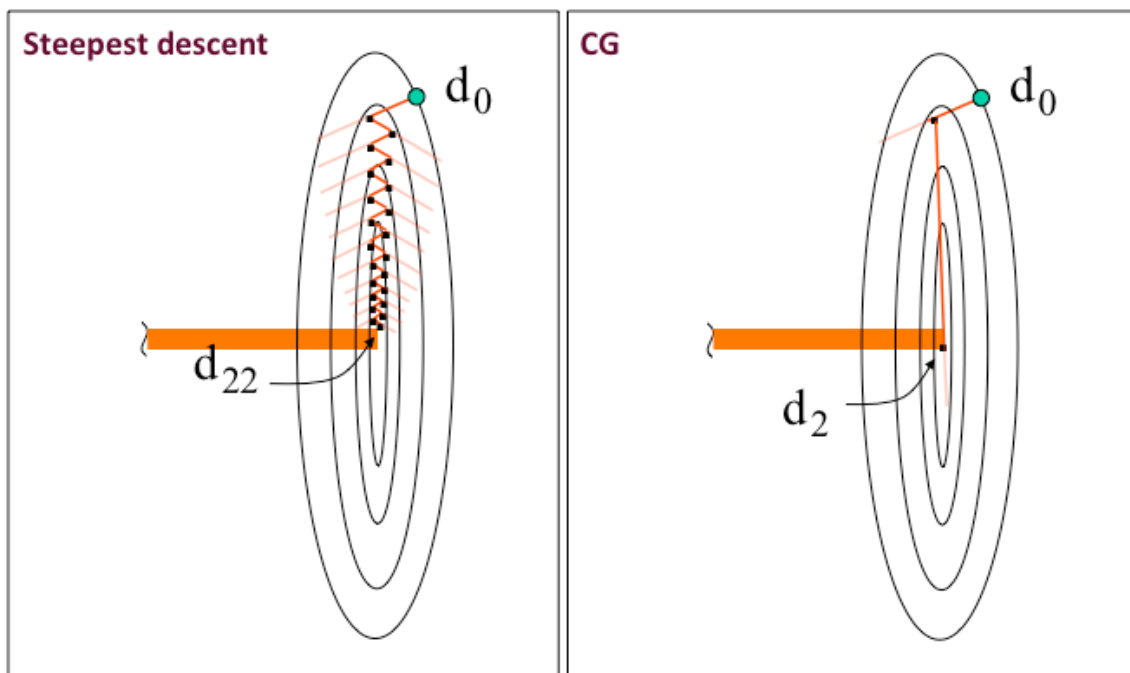 Steepest descent
d₀
d₂₂
CG
d₀
d₂